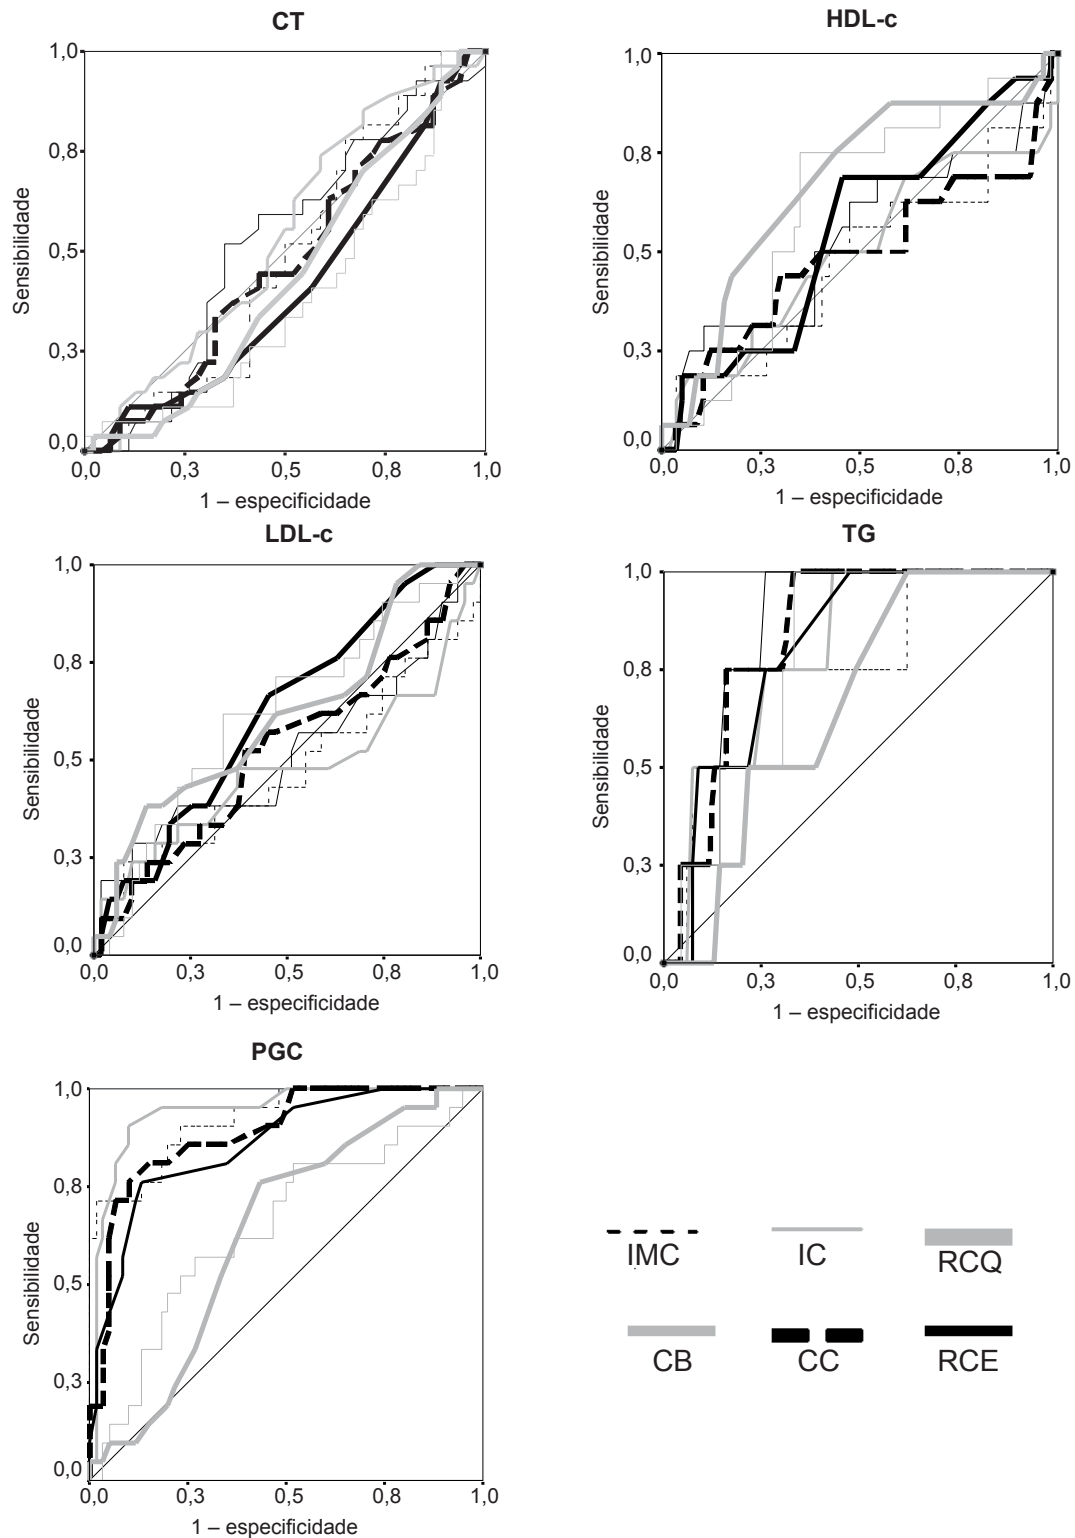 CT
1,0
0,8
0,5
0,3
0,0
Sensibilidade
0,0 0,3 0,5 0,8 1,0
1 – especificidade
HDL-c
1,0
0,8
0,5
0,3
0,0
Sensibilidade
0,0 0,3 0,5 0,8 1,0
1 – especificidade
LDL-c
1,0
0,8
0,5
0,3
0,0
Sensibilidade
0,0 0,3 0,5 0,8 1,0
1 – especificidade
TG
1,0
0,8
0,5
0,3
0,0
Sensibilidade
0,0 0,3 0,5 0,8 1,0
1 – especificidade
PGC
1,0
0,8
0,5
0,3
0,0
Sensibilidade
0,0 0,3 0,5 0,8 1,0
1 – especificidade
IMC IC RCQ
CB CC RCE